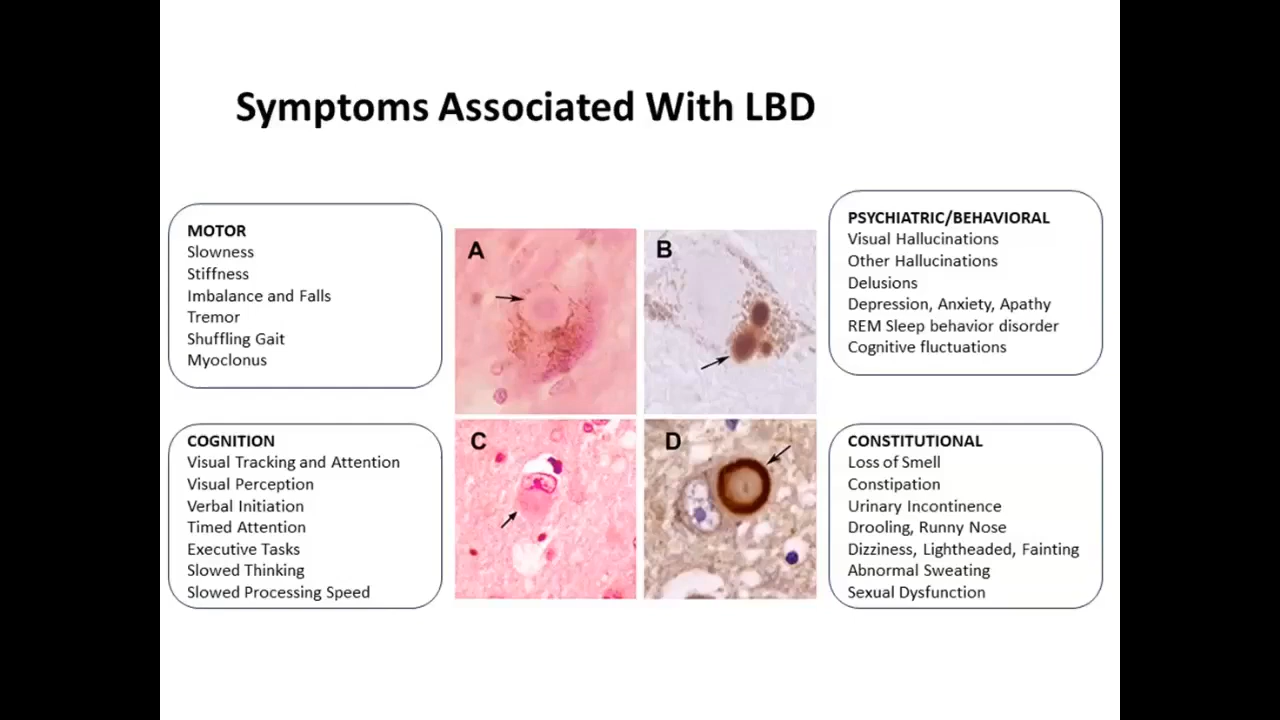 Symptoms Associated With LBD
MOTOR
Slowness
Stiffness
Imbalance and Falls
Tremor
Shuffling Gait
Myoclonus
A
B
PSYCHIATRIC/BEHAVIORAL
Visual Hallucinations
Other Hallucinations
Delusions
Depression, Anxiety, Apathy
REM Sleep behavior disorder
Cognitive fluctuations
COGNITION
Visual Tracking and Attention
Visual Perception
Verbal Initiation
Timed Attention
Executive Tasks
Slowed Thinking
Slowed Processing Speed
C
D
CONSTITUTIONAL
Loss of Smell
Constipation
Urinary Incontinence
Drooling, Runny Nose
Dizziness, Lightheaded, Fainting
Abnormal Sweating
Sexual Dysfunction